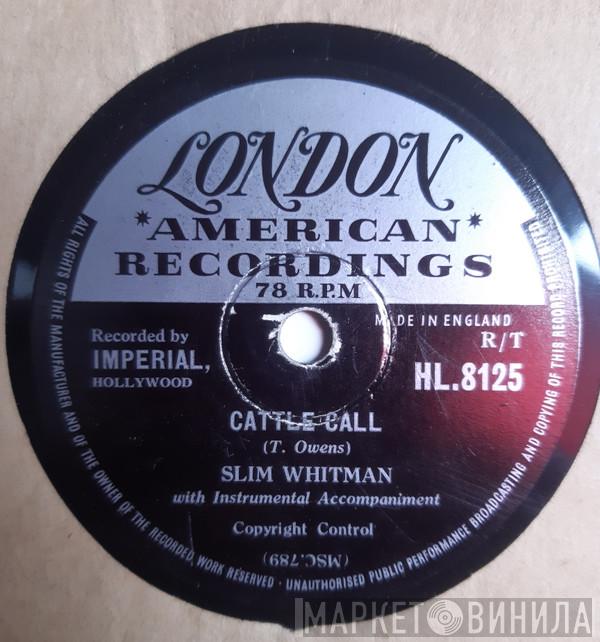 LONDON
*AMERICAN*
RECORDINGS
78 R.P.M
Recorded by
IMPERIAL,
HOLLYWOOD
MADE IN ENGLAND
R/T
HL.8125
CATTLE CALL
(T. Owens)
SLIM WHITMAN
with Instrumental Accompaniment
Copyright Control
(MSC.789)
ALL RIGHTS OF THE MANUFACTURER AND OF THE OWNER OF THE RECORDED WORK RESERVED · UNAUTHORISED PUBLIC PERFORMANCE BROADCASTING AND COPYING OF THIS RECORD PROHIBITED
МАРКЕТ ВИНИЛА